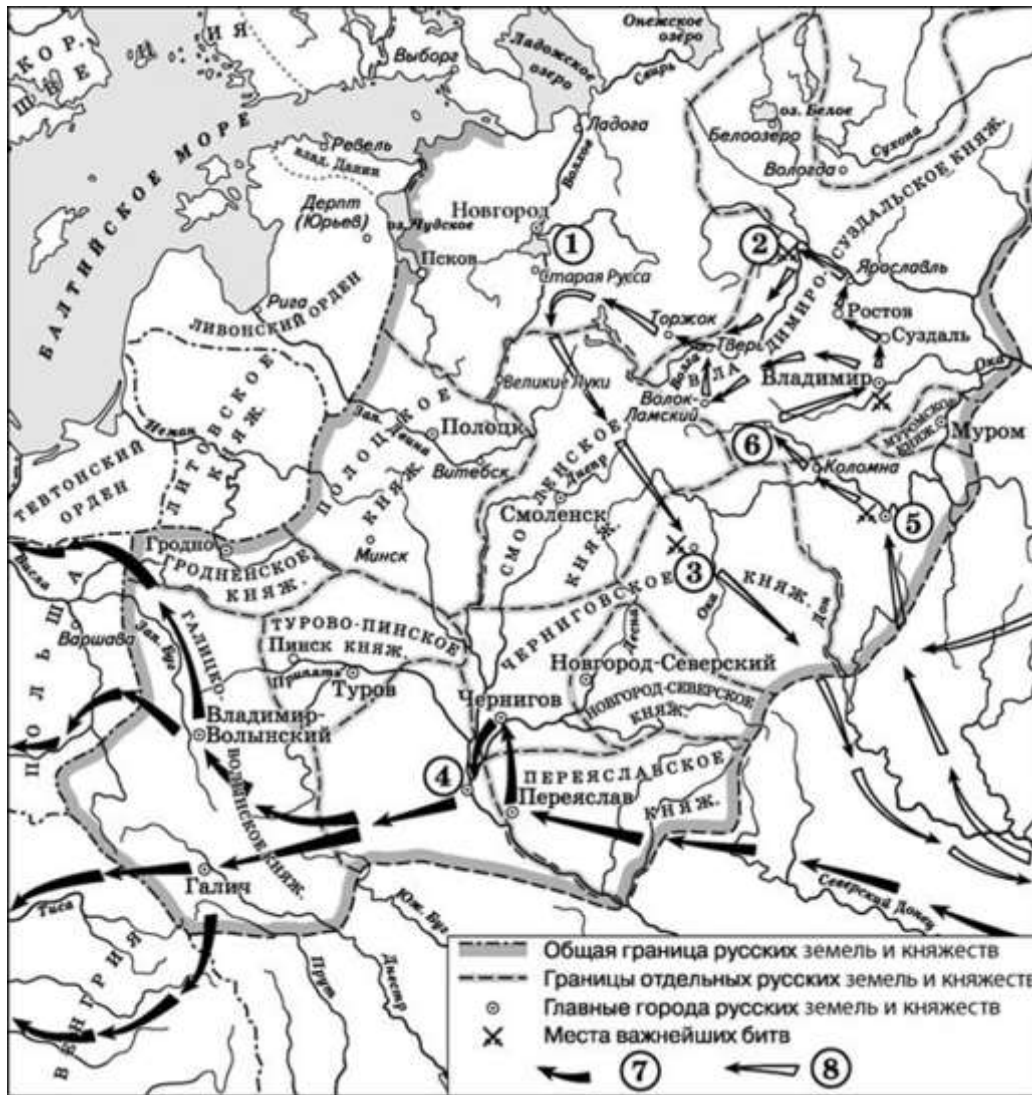 ШВЕ
КОР.
ИЯ
БАЛТИЙСКОЕ МОРЕ
Выборг
Ладожское
озеро
Онежское
озеро
Свирь
оз. Белое
Белоозеро
Вологда
Сухона
Ладога
Волхов
Ревель
влад. Дании
Дерпт
(Юрьев)
оз. Чудское
Новгород
1
2
Псков
Старая Русса
Ярославль
ВЛАДИМИРО-СУЗДАЛЬСКОЕ КНЯЖ.
Рига
ЛИВОНСКИЙ ОРДЕН
Торжок
Тверь
Волга
Ростов
Суздаль
Ока
Великие Луки
Волок-
Ламский
Владимир
Неман
ЛИТОВСКОЕ
КНЯЖ.
Зап. Двина
Полоцк
ПОЛОЦКОЕ
КНЯЖ.
Витебск
6
Коломна
МУРОМСКОЕ
КНЯЖ.
Муром
ТЕВТОНСКИЙ
ОРДЕН
СМОЛЕНСКОЕ
КНЯЖ.
Днепр
Смоленск
5
Гродно
Минск
3
Висла
ГРОДНЕНСКОЕ
КНЯЖ.
ЧЕРНИГОВСКОЕ
КНЯЖ.
Дон
Ока
Десна
ПОЛЬША
Варшава
Зап. Буг
ГАЛИЦКО-
ВОЛЫНСКОЕ КНЯЖ.
ТУРОВО-ПИНСКОЕ
КНЯЖ.
Пинск
Припять
Туров
Новгород-Северский
НОВГОРОД-СЕВЕРСКОЕ
КНЯЖ.
Чернигов
Владимир-
Волынский
4
ПЕРЕЯСЛАВСКОЕ
КНЯЖ.
Переяслав
Галич
Северский Донец
Тиса
ВЕНГРИЯ
Прут
Днестр
Юж. Буг
Общая граница русских земель и княжеств
Границы отдельных русских земель и княжеств
Главные города русских земель и княжеств
Места важнейших битв
7
8